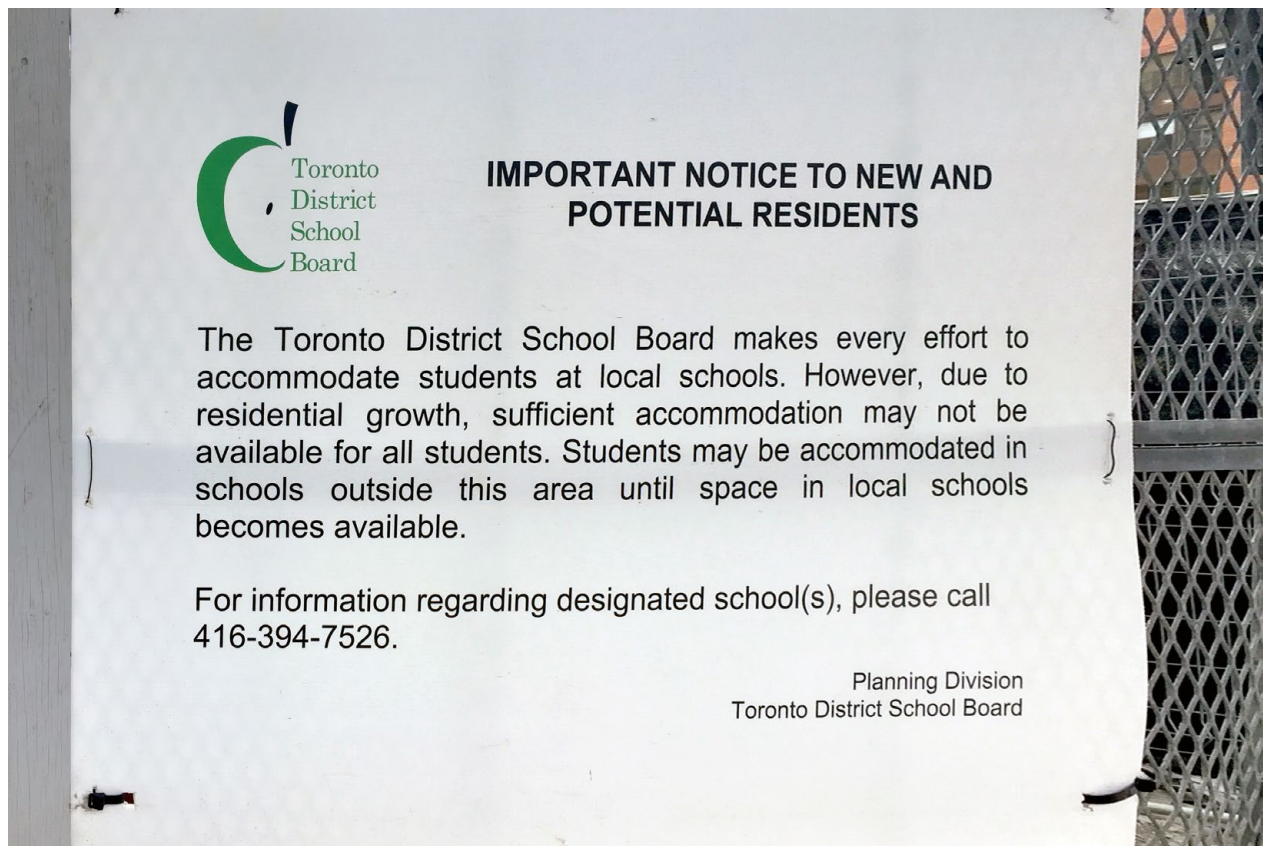 Toronto
District
School
Board
IMPORTANT NOTICE TO NEW AND
POTENTIAL RESIDENTS
The Toronto District School Board makes every effort to
accommodate students at local schools. However, due to
residential growth, sufficient accommodation may not be
available for all students. Students may be accommodated in
schools outside this area until space in local schools
becomes available.
For information regarding designated school(s), please call
416-394-7526.
Planning Division
Toronto District School Board